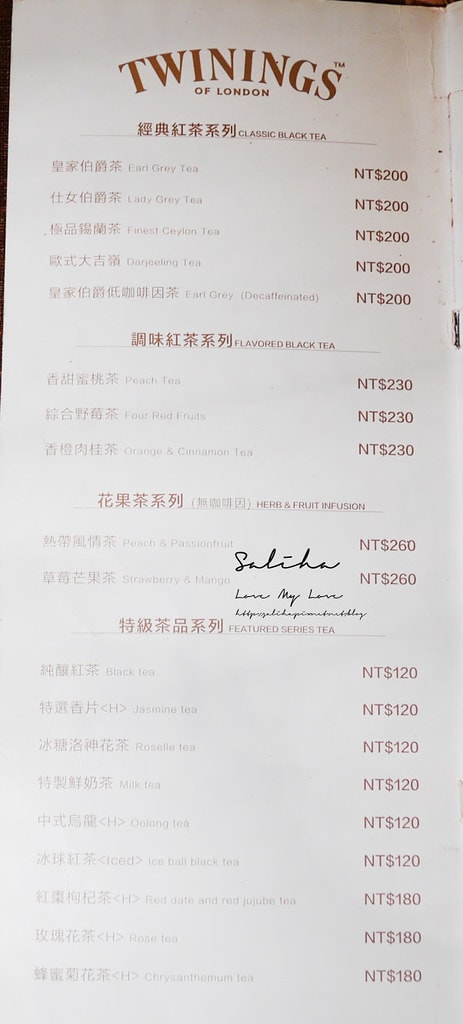 TWININGS™
OF LONDON
經典紅茶系列 CLASSIC BLACK TEA
皇家伯爵茶 Earl Grey Tea NT$200
仕女伯爵茶 Lady Grey Tea NT$200
極品錫蘭茶 Finest Ceylon Tea NT$200
歐式大吉嶺 Darjeeling Tea NT$200
皇家伯爵低咖啡因茶 Earl Grey (Decaffeinated) NT$200
調味紅茶系列 FLAVORED BLACK TEA
香甜蜜桃茶 Peach Tea NT$230
綜合野莓茶 Four Red Fruits NT$230
香橙肉桂茶 Orange & Cinnamon Tea NT$230
花果茶系列 (無咖啡因) HERB & FRUIT INFUSION
熱帶風情茶 Peach & Passionfruit NT$260
草莓芒果茶 Strawberry & Mango NT$260
Saliha
Love My Love
特級茶品系列 FEATURED SERIES TEA
純釀紅茶 Black tea NT$120
特選香片<H> Jasmine tea NT$120
冰糖洛神花茶 Roselle tea NT$120
特製鮮奶茶 Milk tea NT$120
中式烏龍<H> Oolong tea NT$120
冰球紅茶<Iced> Ice ball black tea NT$120
紅棗枸杞茶<H> Red date and red jujube tea NT$180
玫瑰花茶<H> Rose tea NT$180
蜂蜜菊花茶<H> Chrysanthemum tea NT$180